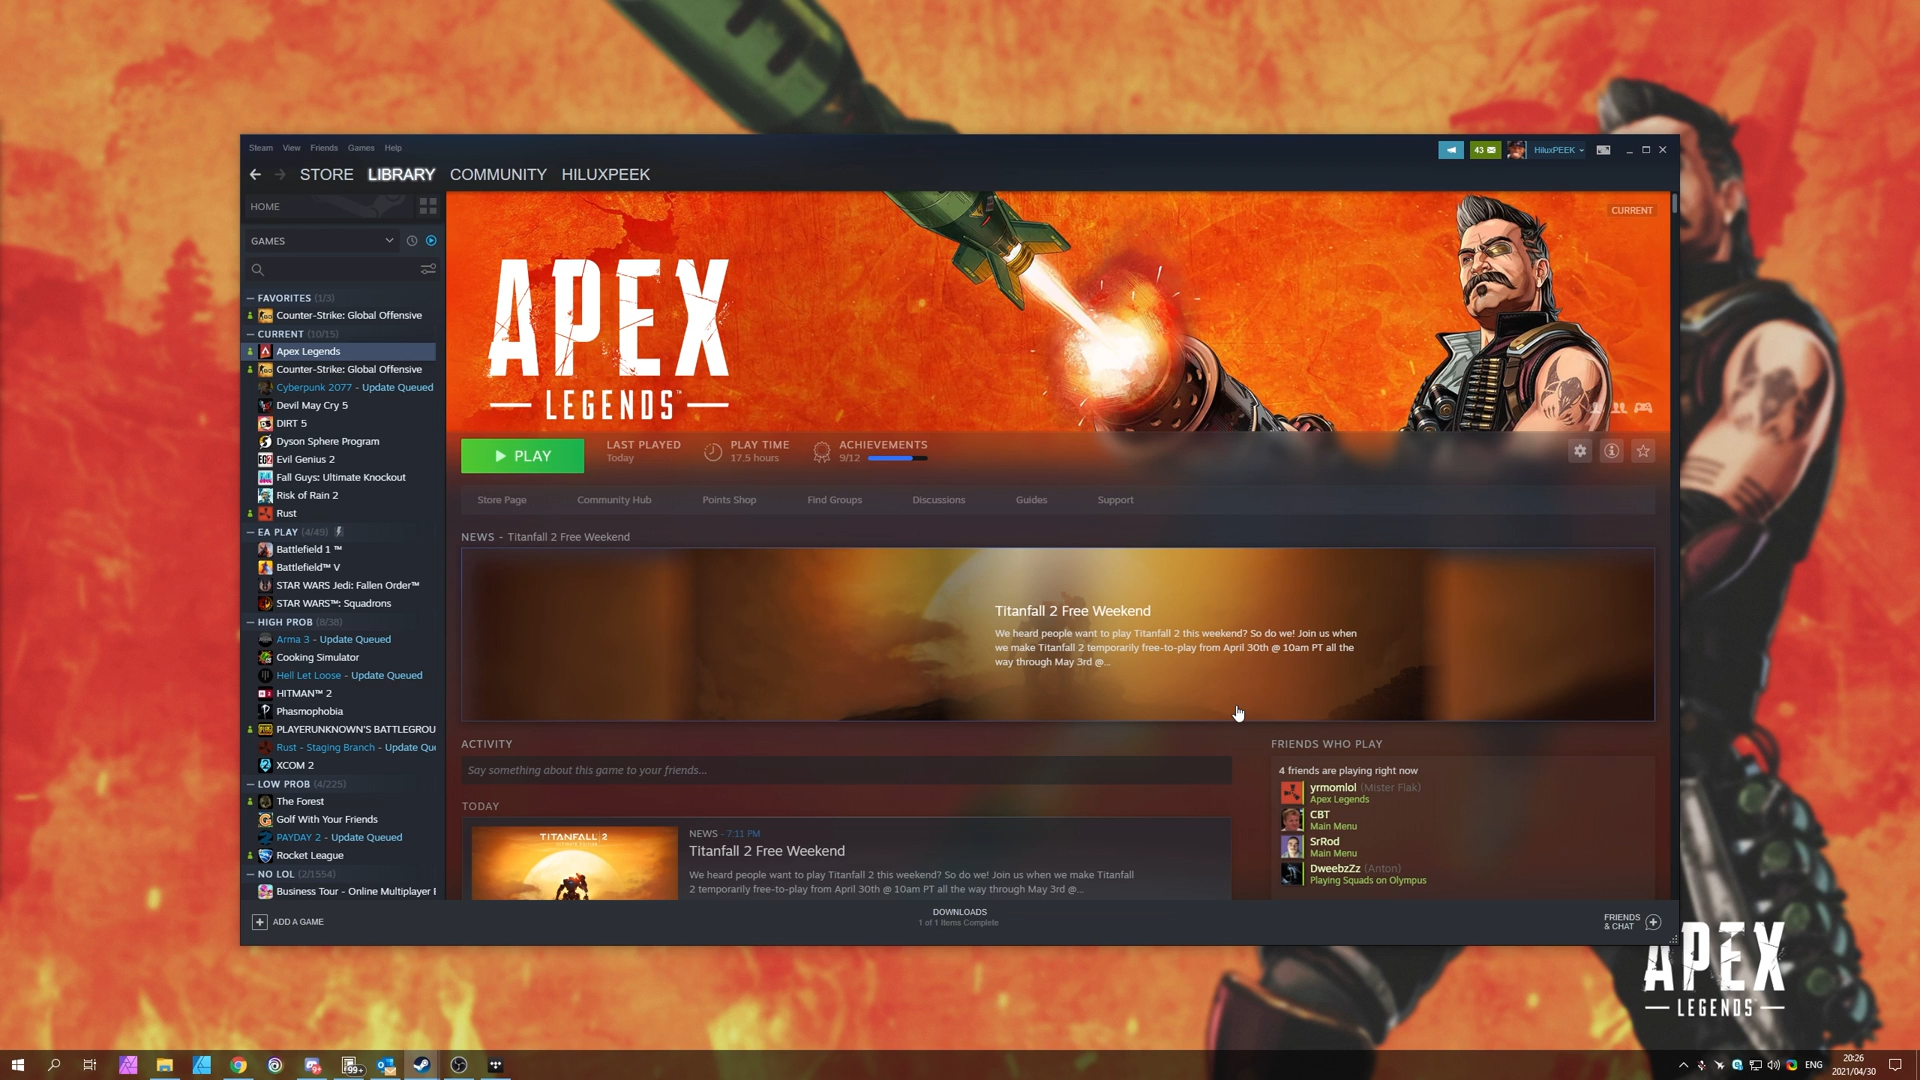 Steam View Friends Games Help
43
HiluxPEEK
STORE LIBRARY COMMUNITY HILUXPEEK
HOME
GAMES
FAVORITES (1/3)
Counter-Strike: Global Offensive
CURRENT (10/15)
Apex Legends
Counter-Strike: Global Offensive
Cyberpunk 2077 - Update Queued
Devil May Cry 5
DIRT 5
Dyson Sphere Program
Evil Genius 2
Fall Guys: Ultimate Knockout
Risk of Rain 2
Rust
EA PLAY (4/49)
Battlefield 1 ™
Battlefield™ V
STAR WARS Jedi: Fallen Order™
STAR WARS™: Squadrons
HIGH PROB (8/38)
Arma 3 - Update Queued
Cooking Simulator
Hell Let Loose - Update Queued
HITMAN™ 2
Phasmophobia
PLAYERUNKNOWN'S BATTLEGROU
Rust - Staging Branch - Update Que
XCOM 2
LOW PROB (4/225)
The Forest
Golf With Your Friends
PAYDAY 2 - Update Queued
Rocket League
NO LOL (2/1554)
Business Tour - Online Multiplayer
ADD A GAME
CURRENT
APEX
LEGENDS™
PLAY
LAST PLAYED
Today
PLAY TIME
17.5 hours
ACHIEVEMENTS
9/12
Store Page Community Hub Points Shop Find Groups Discussions Guides Support
NEWS - Titanfall 2 Free Weekend
Titanfall 2 Free Weekend
We heard people want to play Titanfall 2 this weekend? So do we! Join us when
we make Titanfall 2 temporarily free-to-play from April 30th @ 10am PT all the
way through May 3rd @...
ACTIVITY
Say something about this game to your friends...
TODAY
TITANFALL 2
NEWS - 7:11 PM
Titanfall 2 Free Weekend
We heard people want to play Titanfall 2 this weekend? So do we! Join us when we make Titanfall
2 temporarily free-to-play from April 30th @ 10am PT all the way through May 3rd @...
FRIENDS WHO PLAY
4 friends are playing right now
yrmomlol (Mister Flak)
Apex Legends
CBT
Main Menu
SrRod
Main Menu
DweebzZz (Anton)
Playing Squads on Olympus
DOWNLOADS
1 of 1 Items Complete
FRIENDS
& CHAT
APEX
LEGENDS
99+
ENG
20:26
2021/04/30